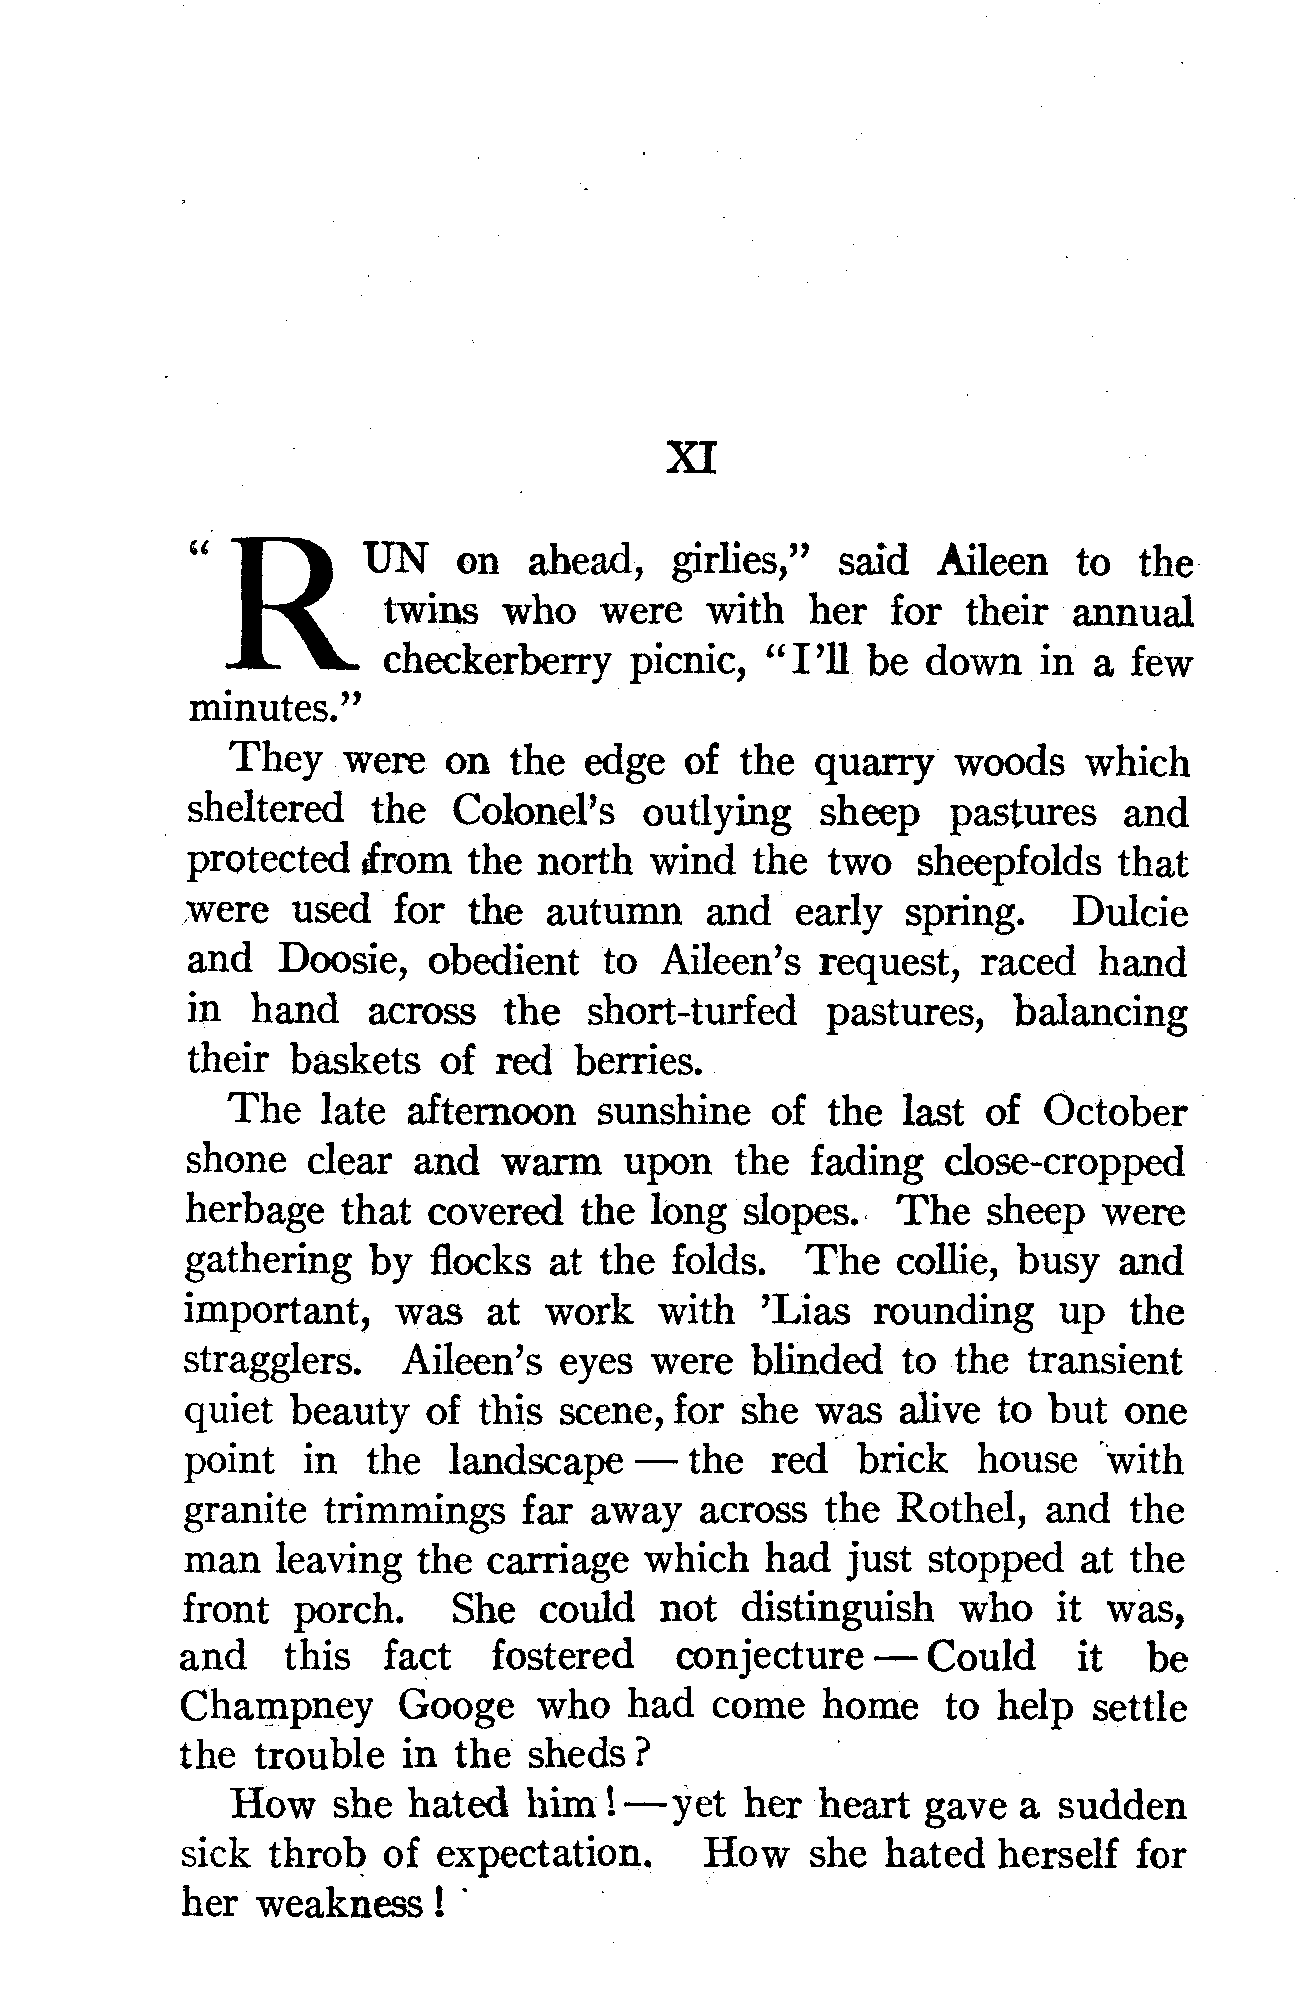 XI
"RUN on ahead, girlies," said Aileen to the
twins who were with her for their annual
checkerberry picnic, "I'll be down in a few
minutes."
They were on the edge of the quarry woods which
sheltered the Colonel's outlying sheep pastures and
protected from the north wind the two sheepfolds that
were used for the autumn and early spring. Dulcie
and Doosie, obedient to Aileen's request, raced hand
in hand across the short-turfed pastures, balancing
their baskets of red berries.
The late afternoon sunshine of the last of October
shone clear and warm upon the fading close-cropped
herbage that covered the long slopes. The sheep were
gathering by flocks at the folds. The collie, busy and
important, was at work with 'Lias rounding up the
stragglers. Aileen's eyes were blinded to the transient
quiet beauty of this scene, for she was alive to but one
point in the landscape — the red brick house with
granite trimmings far away across the Rothel, and the
man leaving the carriage which had just stopped at the
front porch. She could not distinguish who it was,
and this fact fostered conjecture — Could it be
Champney Googe who had come home to help settle
the trouble in the sheds?
How she hated him! — yet her heart gave a sudden
sick throb of expectation. How she hated herself for
her weakness!